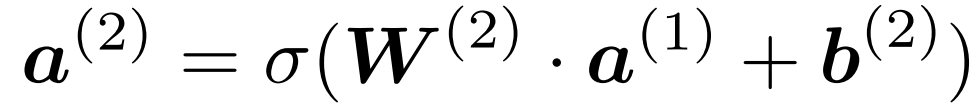 𝒂⁽²⁾ = σ(𝑾⁽²⁾ · 𝒂⁽¹⁾ + 𝒃⁽²⁾)